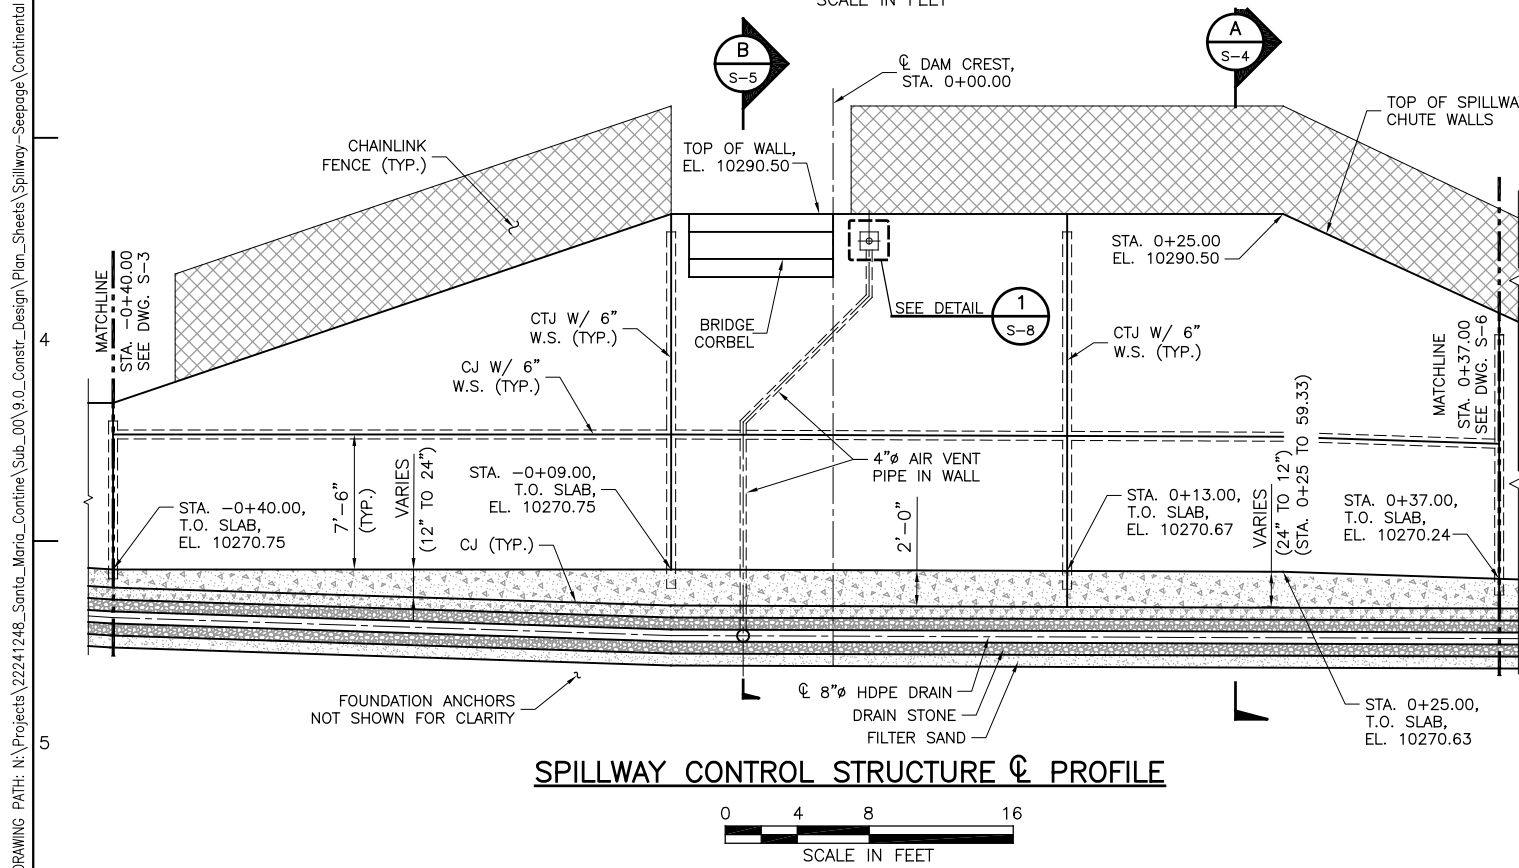 SCALE IN FEET
B
S-5
A
S-4
℄ DAM CREST,
STA. 0+00.00
TOP OF SPILLWA
CHUTE WALLS
CHAINLINK
FENCE (TYP.)
TOP OF WALL,
EL. 10290.50
STA. 0+25.00
EL. 10290.50
MATCHLINE
STA. -0+40.00
SEE DWG. S-3
4
CTJ W/ 6"
W.S. (TYP.)
BRIDGE
CORBEL
SEE DETAIL
1
S-8
CTJ W/ 6"
W.S. (TYP.)
MATCHLINE
STA. 0+37.00
SEE DWG. S-6
CJ W/ 6"
W.S. (TYP.)
4"ø AIR VENT
PIPE IN WALL
STA. -0+40.00,
T.O. SLAB,
EL. 10270.75
7'-6"
(TYP.)
VARIES
(12" TO 24")
STA. -0+09.00,
T.O. SLAB,
EL. 10270.75
CJ (TYP.)
2'-0"
STA. 0+13.00,
T.O. SLAB,
EL. 10270.67
VARIES
(24" TO 12")
(STA. 0+25 TO 59.33)
STA. 0+37.00,
T.O. SLAB,
EL. 10270.24
FOUNDATION ANCHORS
NOT SHOWN FOR CLARITY
℄ 8"ø HDPE DRAIN
DRAIN STONE
FILTER SAND
STA. 0+25.00,
T.O. SLAB,
EL. 10270.63
5
SPILLWAY CONTROL STRUCTURE ℄ PROFILE
0 4 8 16
SCALE IN FEET
DRAWING PATH: N:\Projects\22241248_Santa_Maria_Contine\Sub_00\9.0_Constr_Design\Plan_Sheets\Spillway-Seepage\Continental